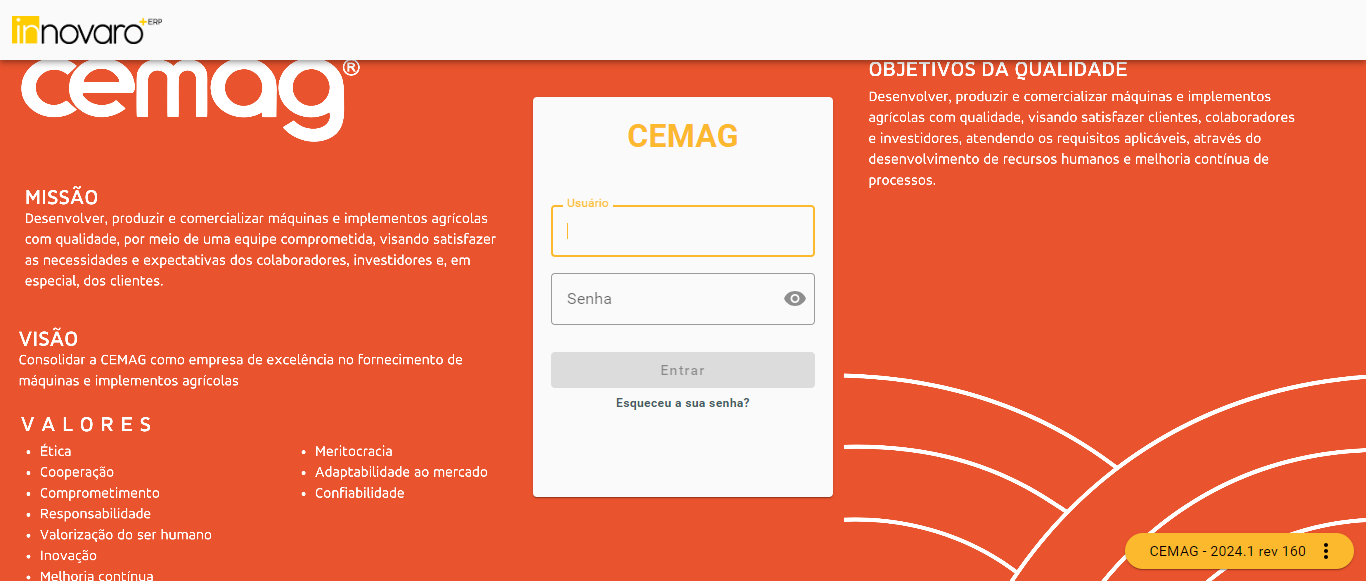 innovaro +ERP
cemag®
MISSÃO
Desenvolver, produzir e comercializar máquinas e implementos agrícolas
com qualidade, por meio de uma equipe comprometida, visando satisfazer
as necessidades e expectativas dos colaboradores, investidores e, em
especial, dos clientes.
VISÃO
Consolidar a CEMAG como empresa de excelência no fornecimento de
máquinas e implementos agrícolas
VALORES
• Ética
• Cooperação
• Comprometimento
• Responsabilidade
• Valorização do ser humano
• Inovação
• Melhoria contínua
• Meritocracia
• Adaptabilidade ao mercado
• Confiabilidade
CEMAG
Usuário
Senha
Entrar
Esqueceu a sua senha?
OBJETIVOS DA QUALIDADE
Desenvolver, produzir e comercializar máquinas e implementos
agrícolas com qualidade, visando satisfazer clientes, colaboradores
e investidores, atendendo os requisitos aplicáveis, através do
desenvolvimento de recursos humanos e melhoria contínua de
processos.
CEMAG - 2024.1 rev 160